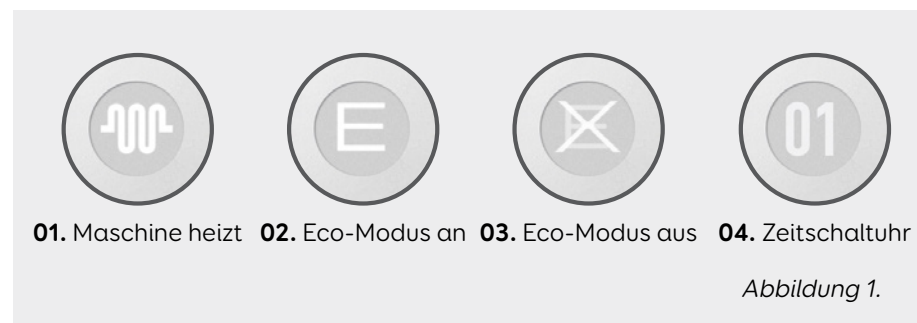 E E 01
01. Maschine heizt 02. Eco-Modus an 03. Eco-Modus aus 04. Zeitschaltuhr
Abbildung 1.